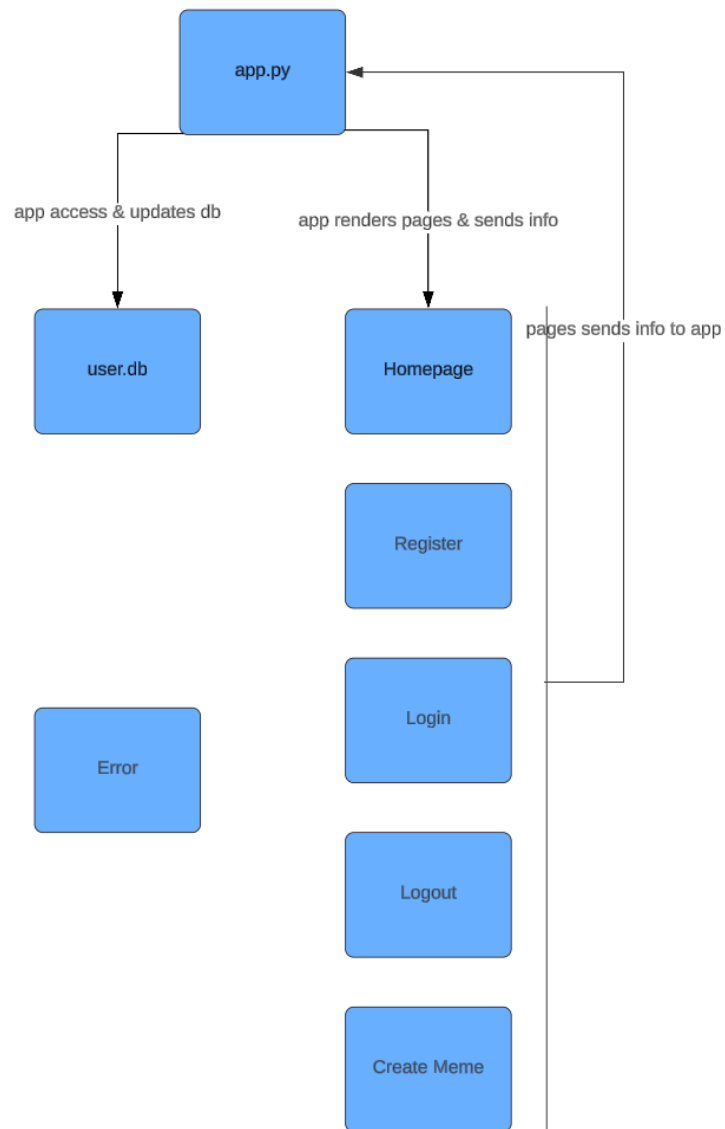 app.py
app access & updates db
app renders pages & sends info
pages sends info to app
user.db
Homepage
Register
Login
Error
Logout
Create Meme